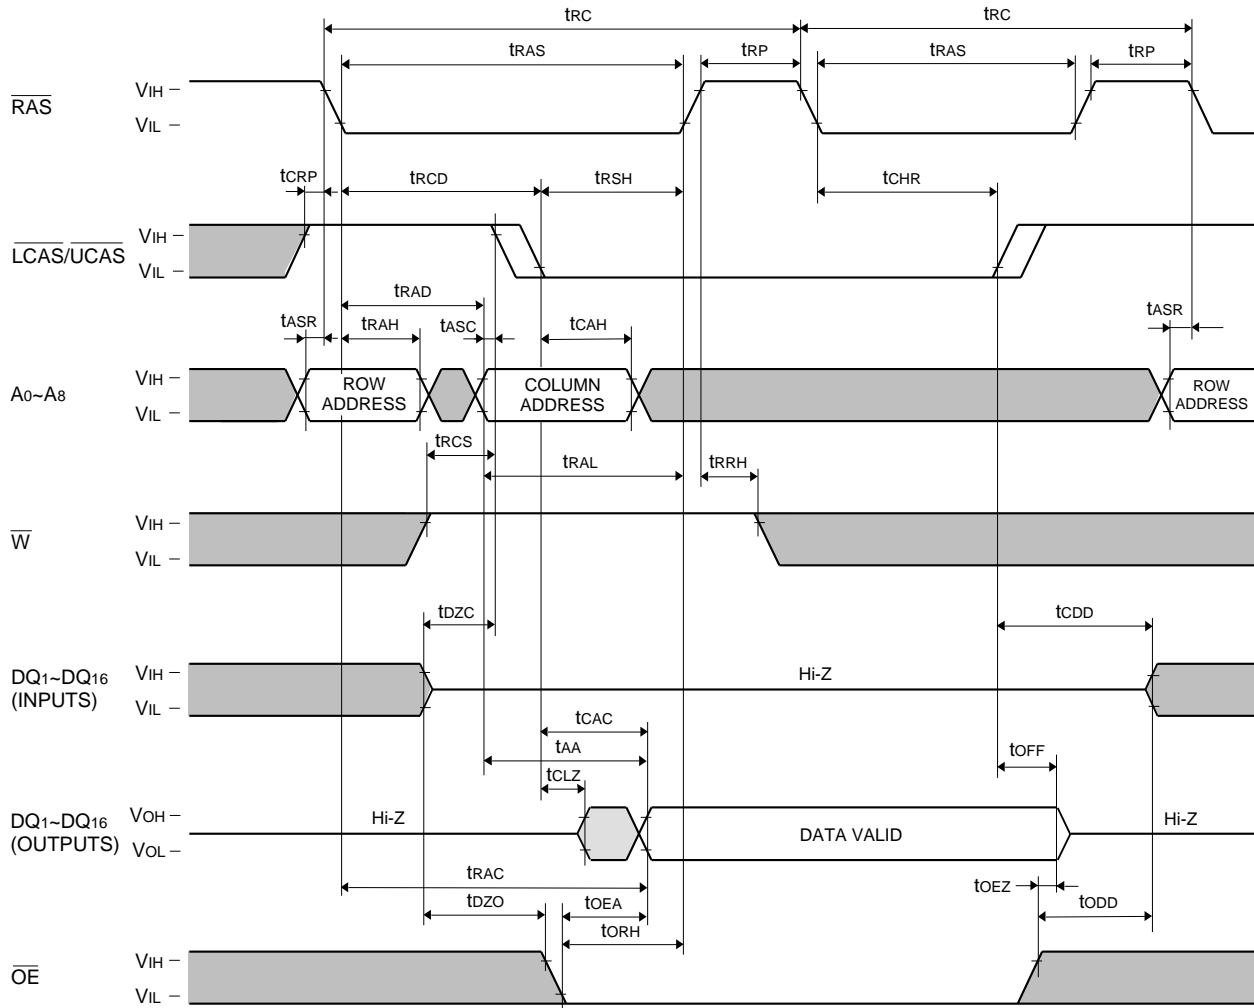 tRC tRC
tRAS tRP tRAS tRP
RAS VIH
VIL
tCRP tRCD tRSH tCHR
LCAS/UCAS VIH
VIL
tRAD
tASR tRAH tASC tCAH tASR
A0~A8 VIH ROW ADDRESS COLUMN ADDRESS ROW ADDRESS
VIL
tRCS tRAL tRRH
W VIH
VIL
tDZC tCDD
DQ1~DQ16 (INPUTS) VIH Hi-Z
VIL
tCAC
tAA tOFF
tCLZ
DQ1~DQ16 (OUTPUTS) VOH Hi-Z DATA VALID Hi-Z
VOL
tRAC tOEZ
tDZO tOEA tODD
tORH
OE VIH
VIL